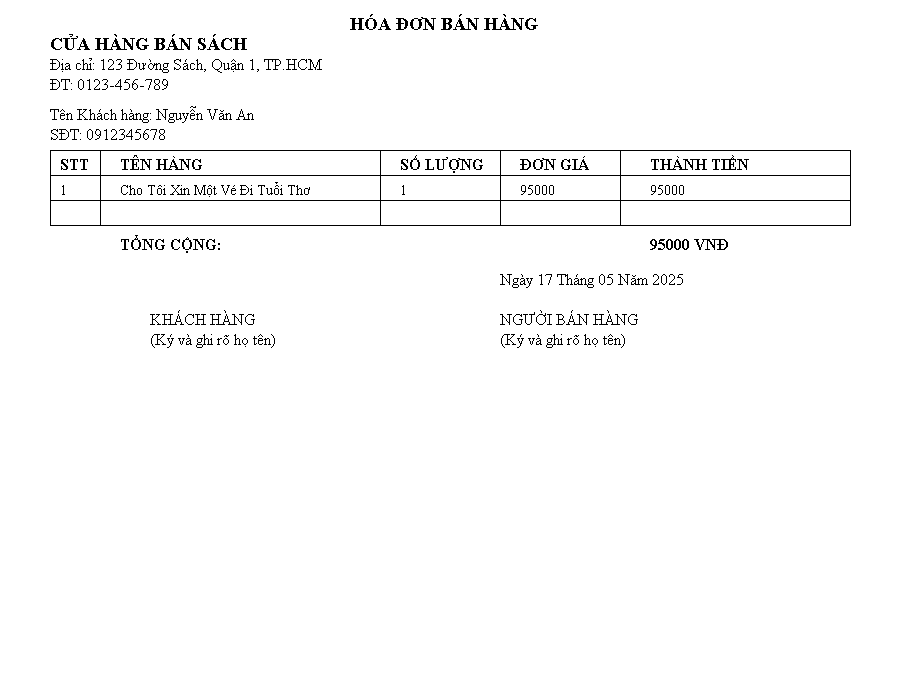 HÓA ĐƠN BÁN HÀNG
CỬA HÀNG BÁN SÁCH
Địa chỉ: 123 Đường Sách, Quận 1, TP.HCM
ĐT: 0123-456-789
Tên Khách hàng: Nguyễn Văn An
SĐT: 0912345678
STT TÊN HÀNG SỐ LƯỢNG ĐƠN GIÁ THÀNH TIỀN
1 Cho Tôi Xin Một Vé Đi Tuổi Thơ 1 95000 95000
TỔNG CỘNG: 95000 VNĐ
Ngày 17 Tháng 05 Năm 2025
KHÁCH HÀNG NGƯỜI BÁN HÀNG
(Ký và ghi rõ họ tên) (Ký và ghi rõ họ tên)